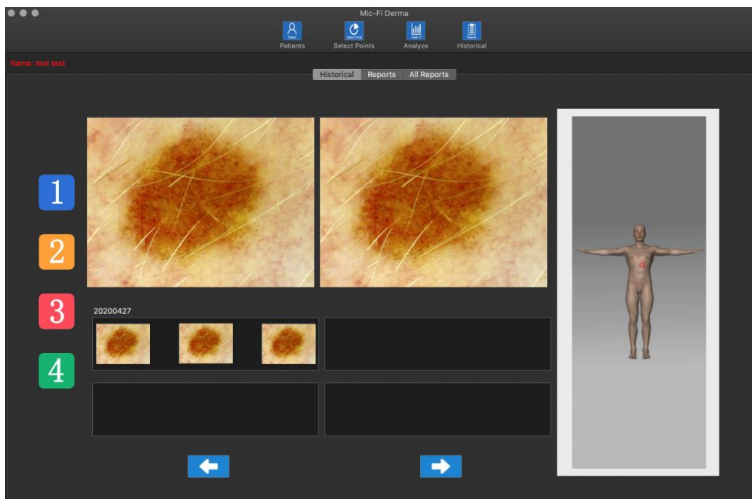 Mic-Fi Derma
Patients
Select Points
Analyze
Historical
Name: test test
Historical
Reports
All Reports
1
2
3
4
20200427